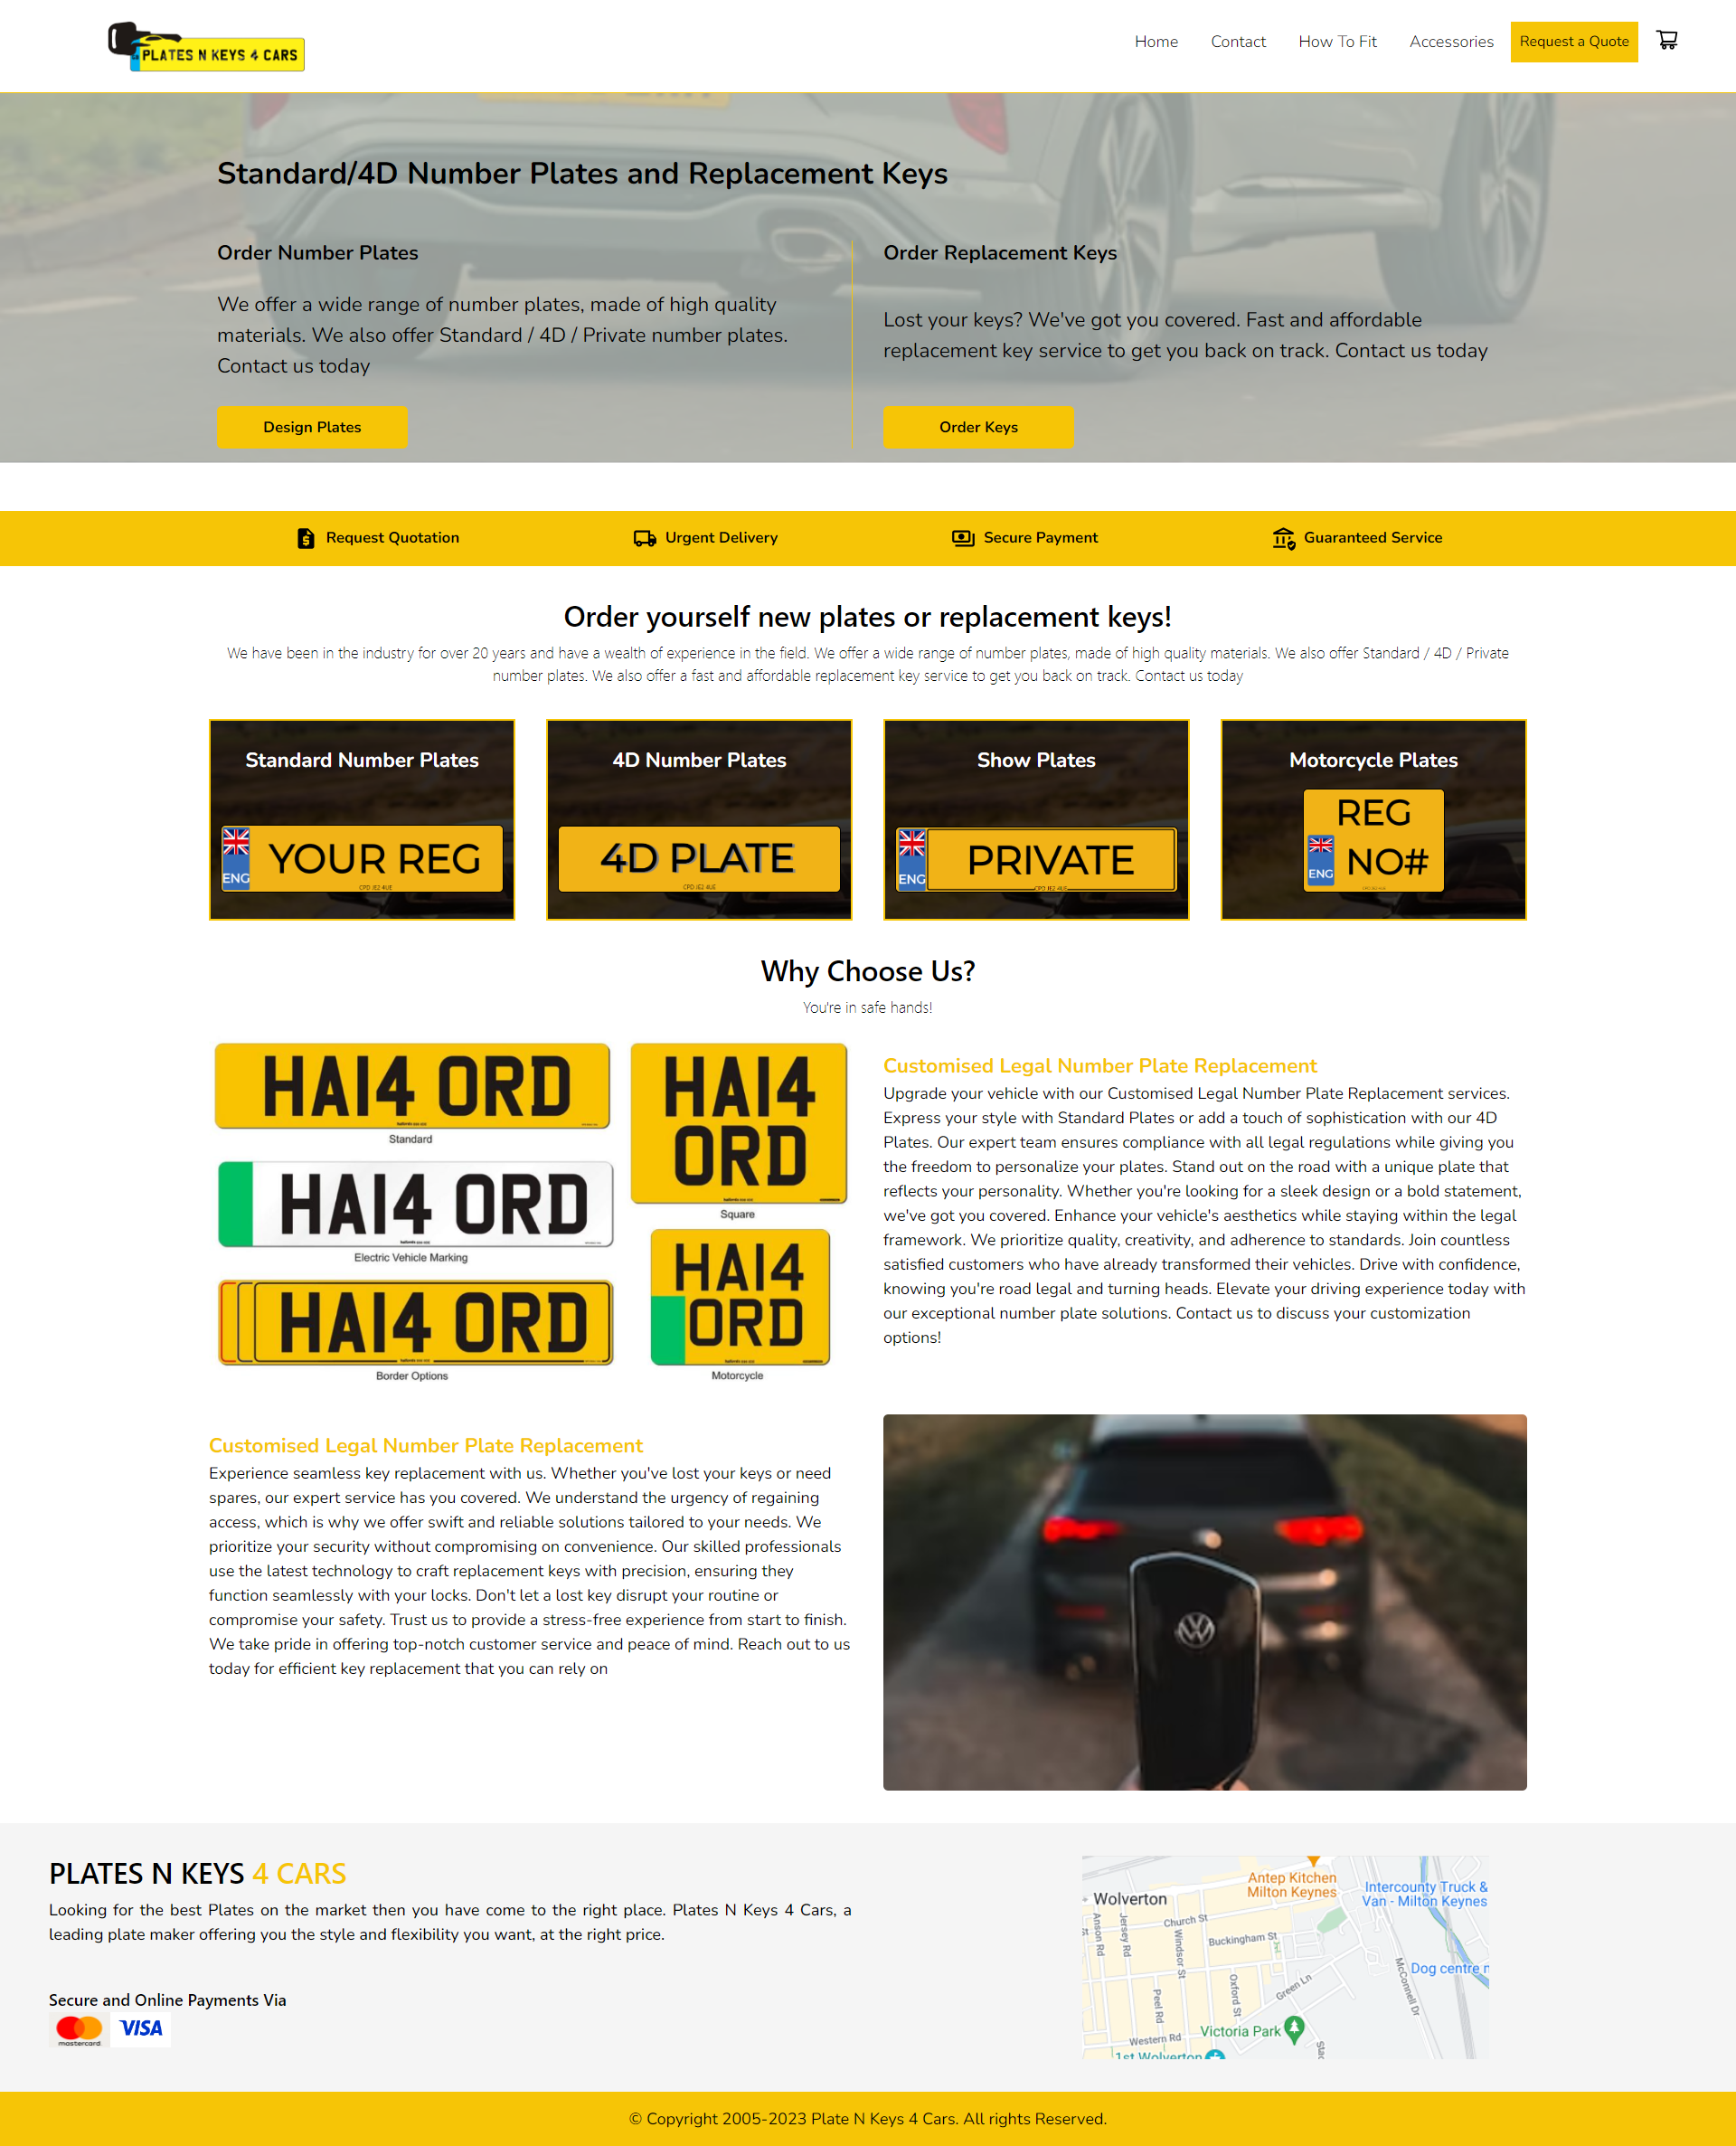 PLATES N KEYS 4 CARS
Home
Contact
How To Fit
Accessories
Request a Quote
Standard/4D Number Plates and Replacement Keys
Order Number Plates
We offer a wide range of number plates, made of high quality
materials. We also offer Standard / 4D / Private number plates.
Contact us today
Design Plates
Order Replacement Keys
Lost your keys? We've got you covered. Fast and affordable
replacement key service to get you back on track. Contact us today
Order Keys
Request Quotation
Urgent Delivery
Secure Payment
Guaranteed Service
Order yourself new plates or replacement keys!
We have been in the industry for over 20 years and have a wealth of experience in the field. We offer a wide range of number plates, made of high quality materials. We also offer Standard / 4D / Private
number plates. We also offer a fast and affordable replacement key service to get you back on track. Contact us today
Standard Number Plates
ENG
YOUR REG
CPD JE2 4UE
4D Number Plates
4D PLATE
CPD JE2 4UE
Show Plates
ENG
PRIVATE
CPD JE2 4UE
Motorcycle Plates
REG
ENG
NO#
Why Choose Us?
You're in safe hands!
HA14 ORD
Standard
HA14 ORD
Electric Vehicle Marking
HA14 ORD
Border Options
HA14
ORD
Square
HA14
ORD
Motorcycle
Customised Legal Number Plate Replacement
Upgrade your vehicle with our Customised Legal Number Plate Replacement services.
Express your style with Standard Plates or add a touch of sophistication with our 4D
Plates. Our expert team ensures compliance with all legal regulations while giving you
the freedom to personalize your plates. Stand out on the road with a unique plate that
reflects your personality. Whether you're looking for a sleek design or a bold statement,
we've got you covered. Enhance your vehicle's aesthetics while staying within the legal
framework. We prioritize quality, creativity, and adherence to standards. Join countless
satisfied customers who have already transformed their vehicles. Drive with confidence,
knowing you're road legal and turning heads. Elevate your driving experience today with
our exceptional number plate solutions. Contact us to discuss your customization
options!
Customised Legal Number Plate Replacement
Experience seamless key replacement with us. Whether you've lost your keys or need
spares, our expert service has you covered. We understand the urgency of regaining
access, which is why we offer swift and reliable solutions tailored to your needs. We
prioritize your security without compromising on convenience. Our skilled professionals
use the latest technology to craft replacement keys with precision, ensuring they
function seamlessly with your locks. Don't let a lost key disrupt your routine or
compromise your safety. Trust us to provide a stress-free experience from start to finish.
We take pride in offering top-notch customer service and peace of mind. Reach out to us
today for efficient key replacement that you can rely on
PLATES N KEYS 4 CARS
Looking for the best Plates on the market then you have come to the right place. Plates N Keys 4 Cars, a
leading plate maker offering you the style and flexibility you want, at the right price.
Secure and Online Payments Via
mastercard
VISA
Antep Kitchen
Milton Keynes
Intercounty Truck &
Van - Milton Keynes
Wolverton
Anson Rd
Jersey Rd
Church St
Windsor St
Buckingham St
Dog centre
McConnell Dr
Green Ln
Oxford St
Peel Rd
Victoria Park
Western Rd
1st Wolverton
© Copyright 2005-2023 Plate N Keys 4 Cars. All rights Reserved.